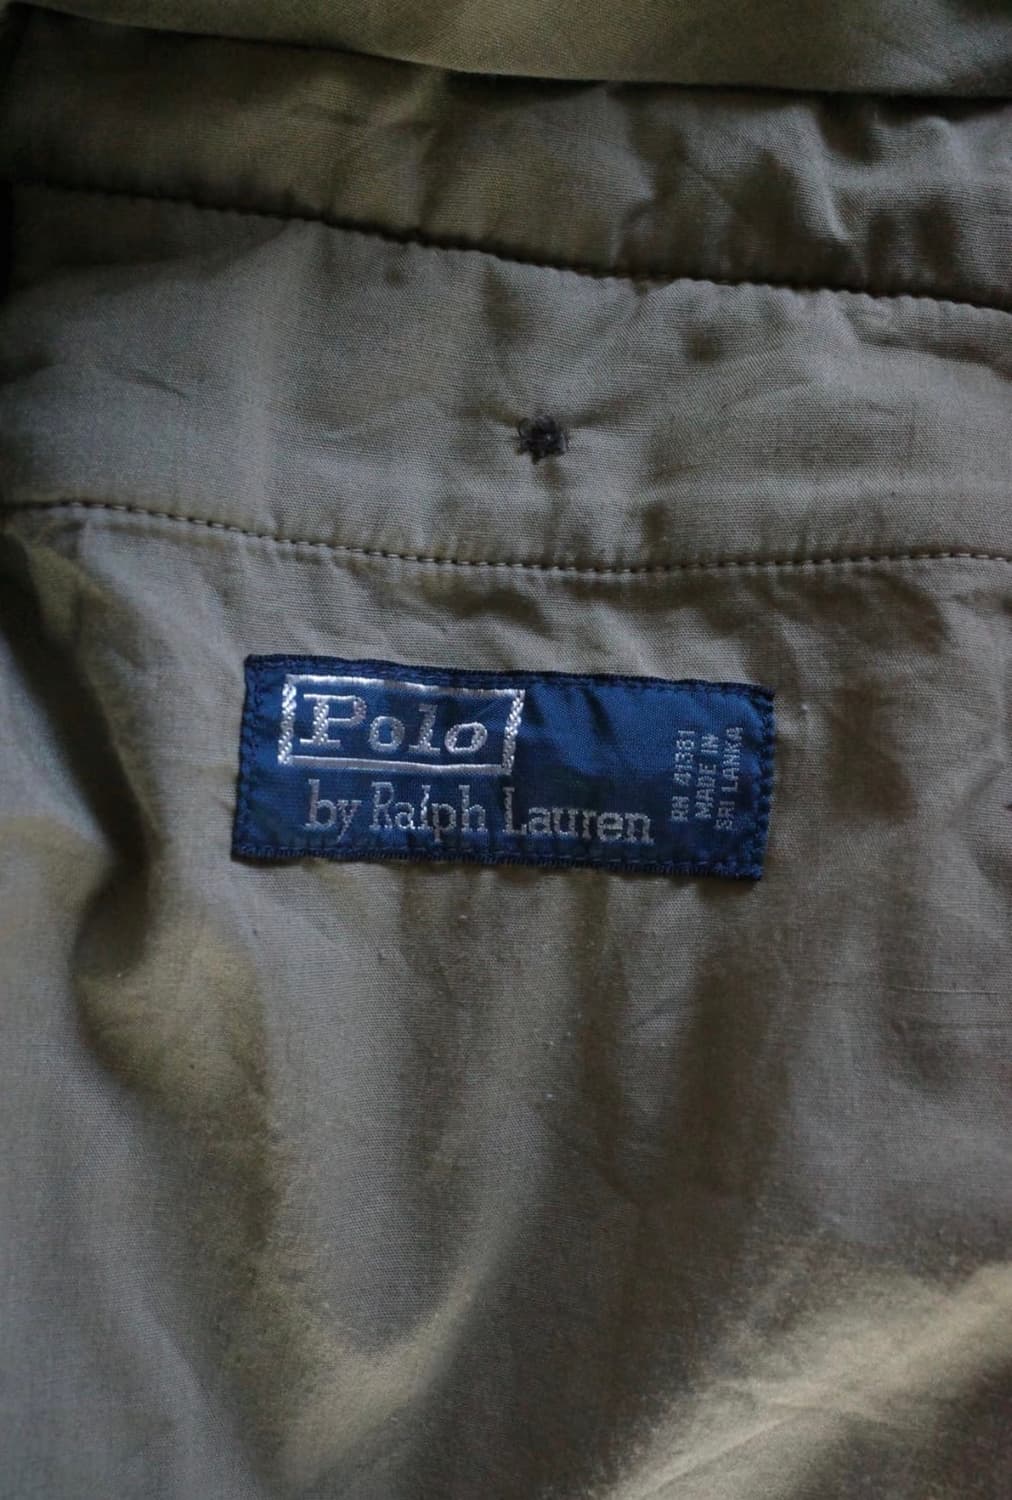 Polo
by Ralph Lauren
RN 41381
MADE IN
SRI LANKA